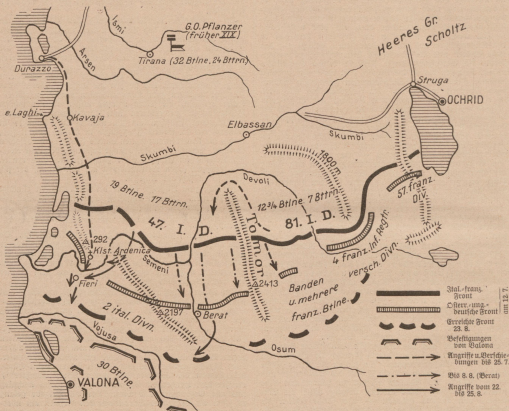 Ismi
G.O. Pflanzer
(früher XIX)
Tirana (32 Btlne, 24 Bttrn)
Heeres Gr.
Scholtz
Durazzo
Arsen
Struga
OCHRID
e. Laghi
Kavaja
Elbassan
Skumbi
Skumbi
1800 m
57. franz.
Div.
Devoli
19 Btlne. 17 Bttrn.
12¾ Btlne 7 Bttrn.
47. I. D.
81. I. D.
Tomor
4 franz. Inf. Regtr.
versch. Divn.
292
Klst Ardenica
Semeni
2413
Fieri
Banden
u. mehrere
franz. Btlne.
2 ital. Divn.
2197
Berat
Vojusa
Osum
30 Btlne.
VALONA
Ital.-franz.
Front
Österr.-ung.-
deutsche Front
am 12. 7.
Erreichte Front
23. 8.
Befestigungen
von Valona
Angriffe u. Verschie-
bungen bis 25. 7.
Bis 8. 8. (Berat)
Angriffe vom 22.
bis 25. 8.